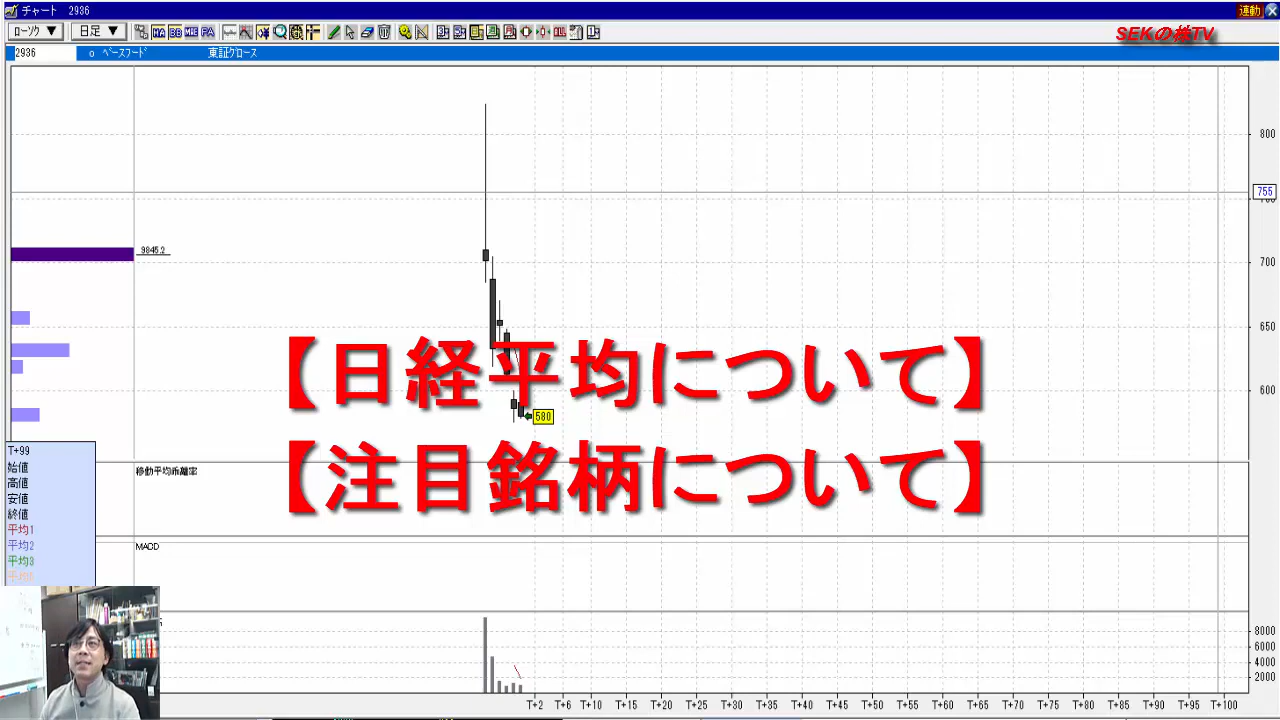 チャート 2936
連動
ローソク ▼ 日足 ▼
SEKの株TV
2936 o ベースフード 東証グロース
800
755
9845.2
700
650
【日経平均について】
600
580
【注目銘柄について】
T+99
始値
高値
安値
終値
平均1
平均2
平均3
移動平均乖離率
MACD
8000
6000
4000
2000
T+2 T+6 T+10 T+15 T+20 T+25 T+30 T+35 T+40 T+45 T+50 T+55 T+60 T+65 T+70 T+75 T+80 T+85 T+90 T+95 T+100